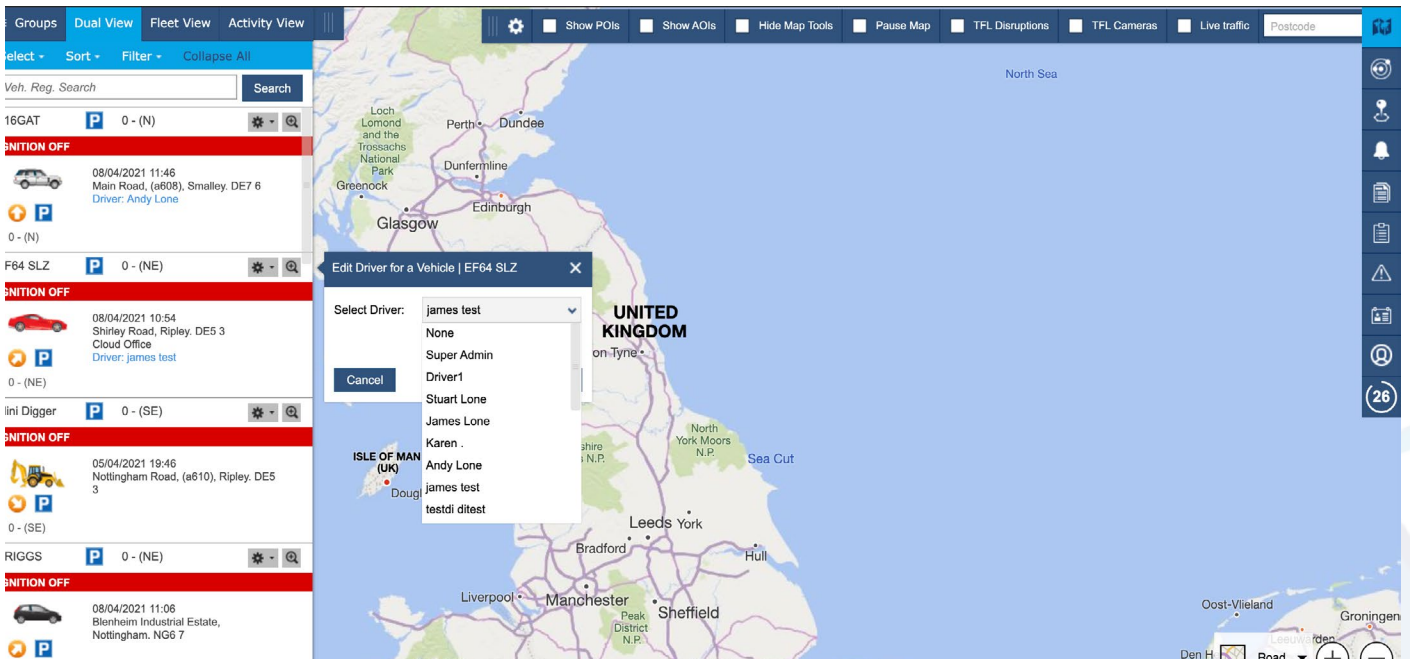 Groups Dual View Fleet View Activity View
Select Sort Filter Collapse All
Veh. Reg. Search Search
16GAT P 0 - (N)
GNITION OFF
08/04/2021 11:46
Main Road, (a608), Smalley. DE7 6
Driver: Andy Lone
P
0 - (N)
F64 SLZ P 0 - (NE)
GNITION OFF
08/04/2021 10:54
Shirley Road, Ripley. DE5 3
Cloud Office
Driver: james test
P
0 - (NE)
ini Digger P 0 - (SE)
GNITION OFF
05/04/2021 19:46
Nottingham Road, (a610), Ripley. DE5
3
P
0 - (SE)
RIGGS P 0 - (NE)
GNITION OFF
08/04/2021 11:06
Blenheim Industrial Estate,
Nottingham. NG6 7
P
Show POIs Show AOIs Hide Map Tools Pause Map TFL Disruptions TFL Cameras Live traffic Postcode
26
Edit Driver for a Vehicle | EF64 SLZ
Select Driver: james test
None
Super Admin
Driver1
Stuart Lone
James Lone
Karen .
Andy Lone
james test
testdi ditest
Cancel
North Sea
Loch
Lomond
and the
Trossachs
National
Park
Perth
Dundee
Dunfermline
Greenock
Edinburgh
Glasgow
UNITED
KINGDOM
on Tyne
North
York Moors
N.P.
shire
N.P.
Sea Cut
ISLE OF MAN
(UK)
Dougl
Leeds
York
Bradford
Hull
Liverpool
Manchester
Peak
District
N.P.
Sheffield
Oost-Vlieland
Groningen
Leeuwarden
Den H
Road